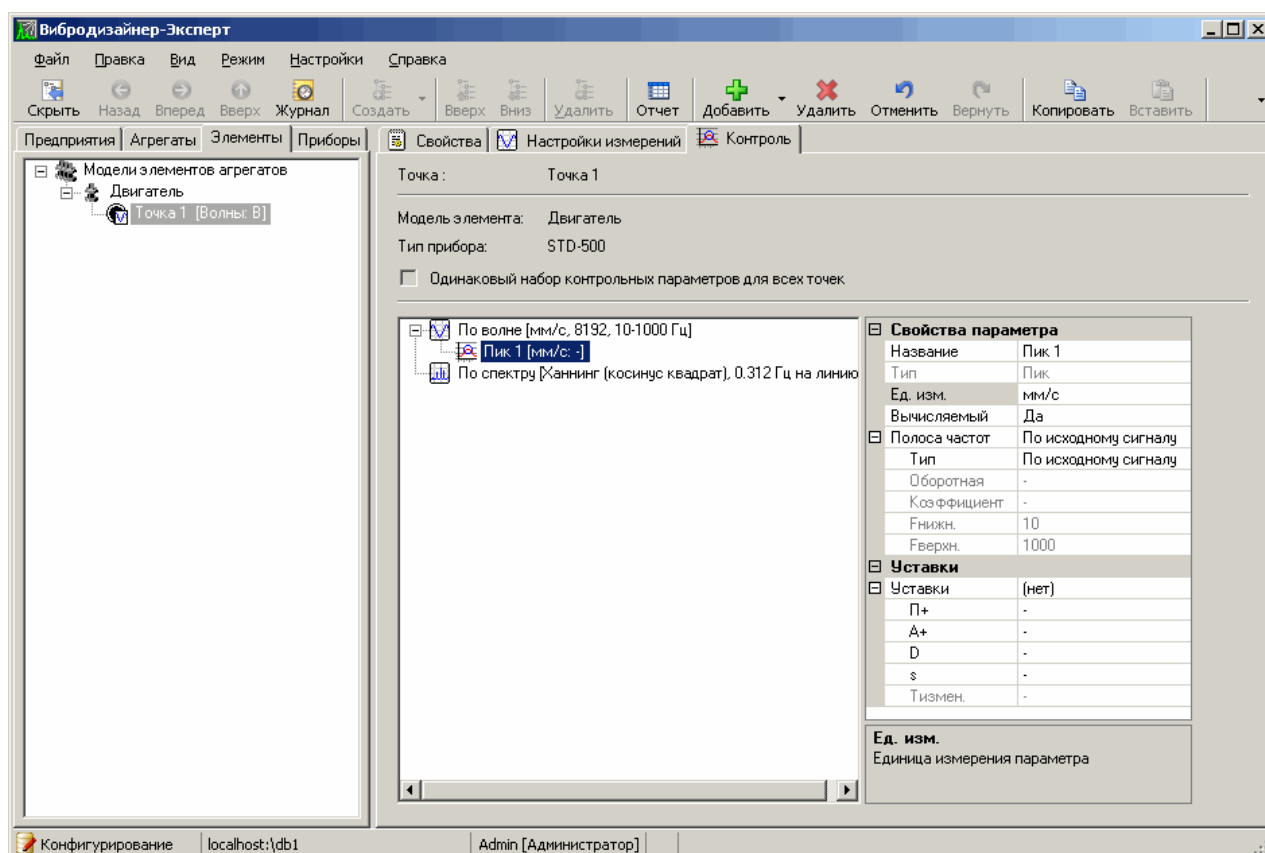 Вибродизайнер-Эксперт
Файл Правка Вид Режим Настройки Справка
Скрыть Назад Вперед Вверх Журнал Создать Вверх Вниз Удалить Отчет Добавить Удалить Отменить Вернуть Копировать Вставить
Предприятия Агрегаты Элементы Приборы Свойства Настройки измерений Контроль
Модели элементов агрегатов
Двигатель
Точка 1 [Волны: В]
Точка : Точка 1
Модель элемента: Двигатель
Тип прибора: STD-500
Одинаковый набор контрольных параметров для всех точек
По волне [мм/с, 8192, 10-1000 Гц]
Пик 1 [мм/с: -]
По спектру [Ханнинг (косинус квадрат), 0.312 Гц на линию
Свойства параметра
Название Пик 1
Тип Пик
Ед. изм. мм/с
Вычисляемый Да
Полоса частот По исходному сигналу
Тип По исходному сигналу
Оборотная -
Коэффициент -
Fнижн. 10
Fверхн. 1000
Уставки
Уставки (нет)
П+ -
А+ -
D -
s -
Тизмен. -
Ед. изм.
Единица измерения параметра
Конфигурирование localhost:\db1 Admin [Администратор]